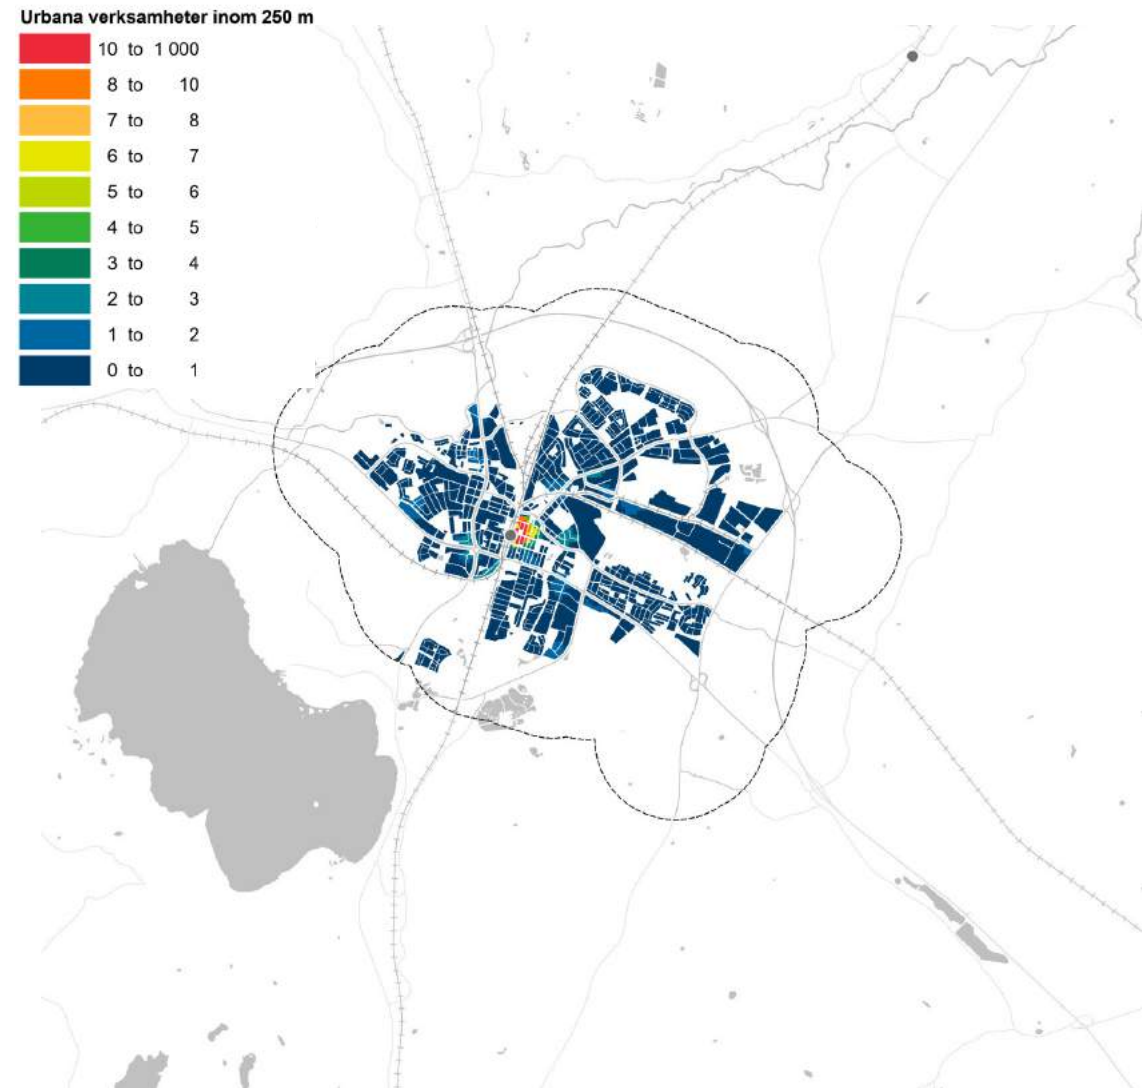 Urbana verksamheter inom 250 m
10 to 1 000
8 to 10
7 to 8
6 to 7
5 to 6
4 to 5
3 to 4
2 to 3
1 to 2
0 to 1